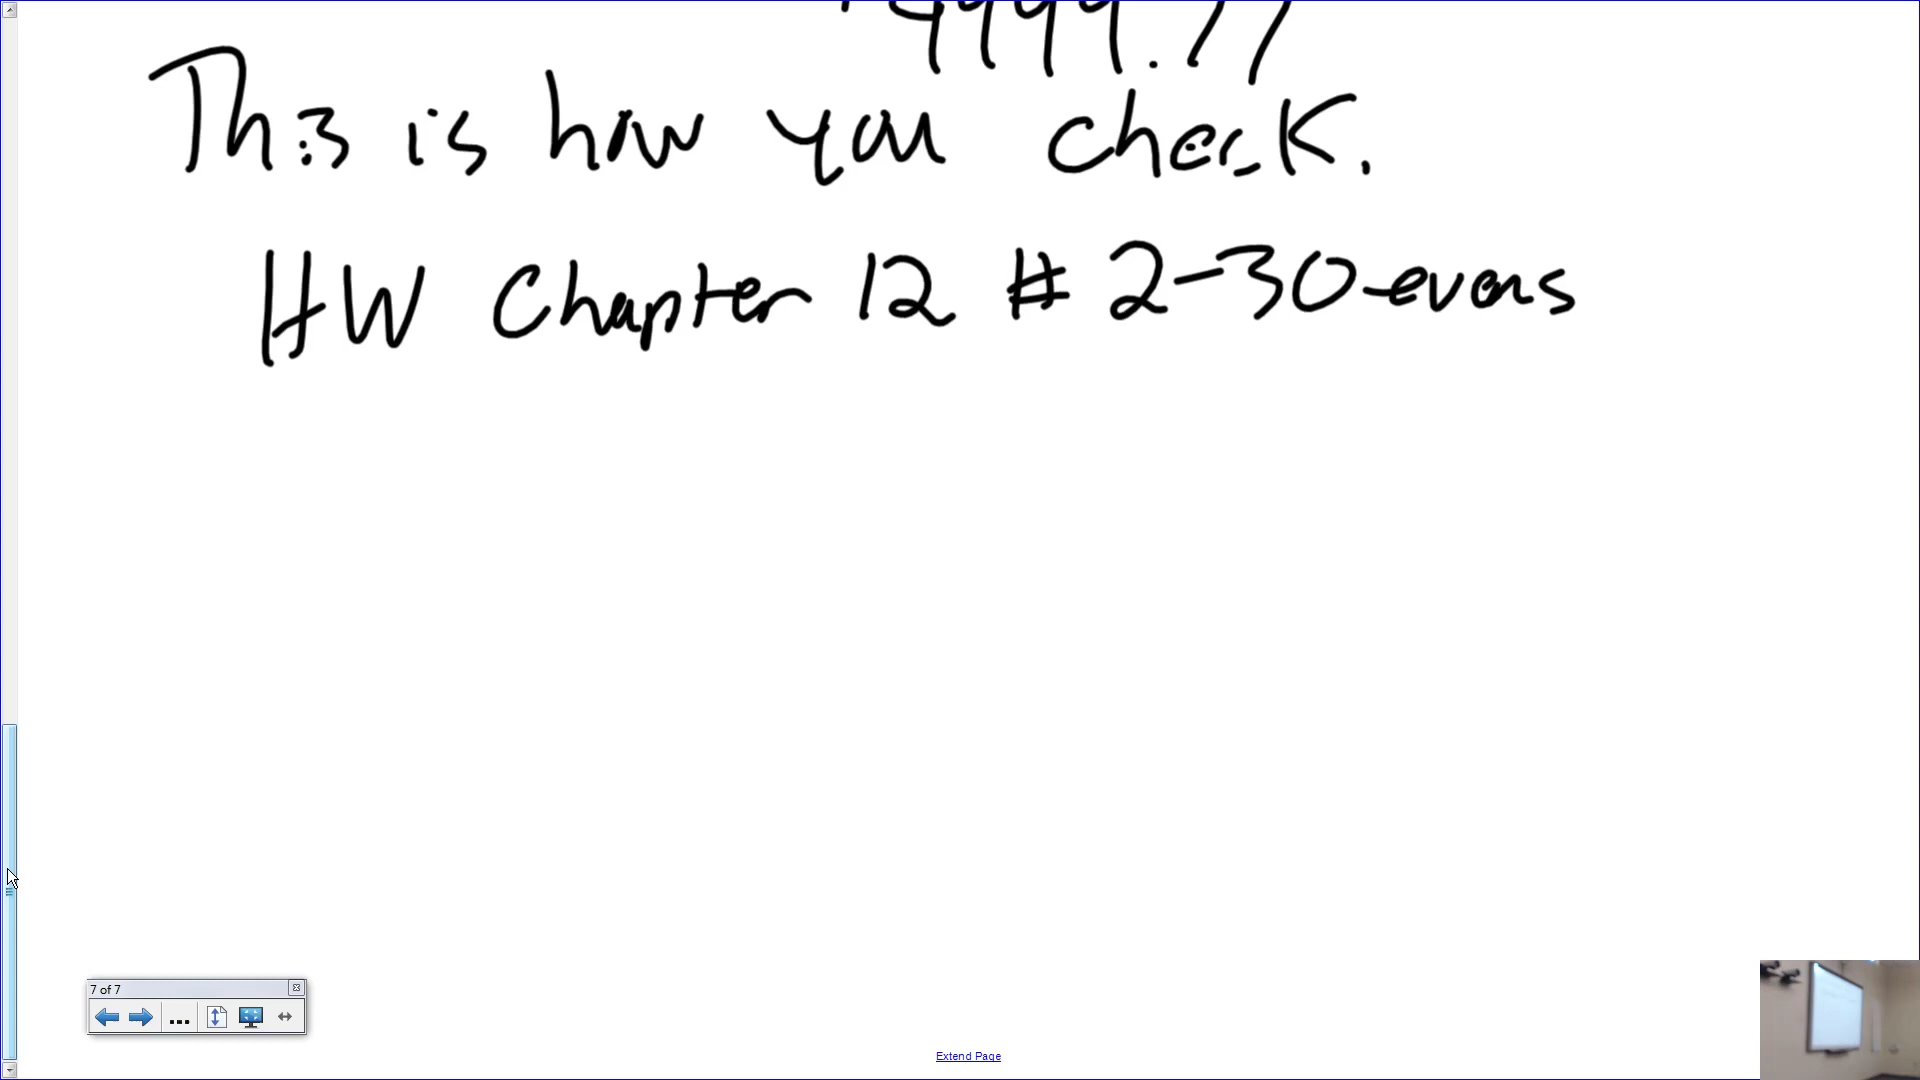 This is how you check.
HW Chapter 12 # 2-30-evens
7 of 7
Extend Page